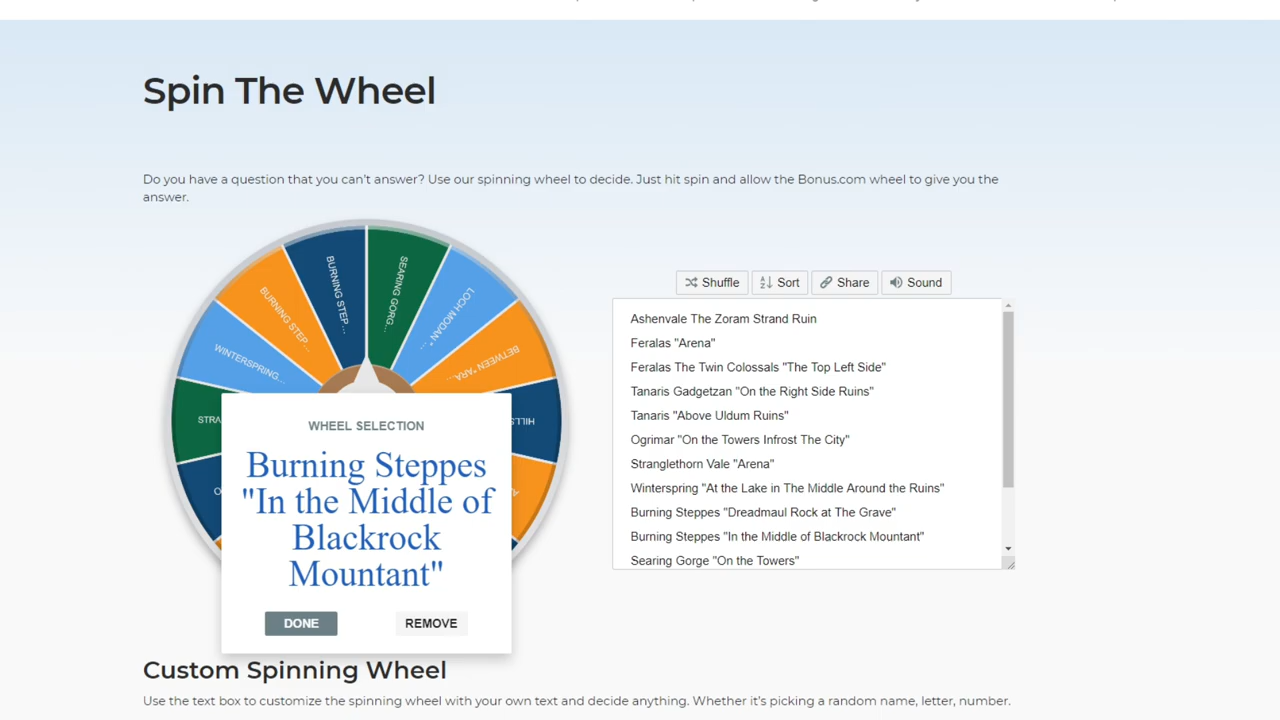 Spin The Wheel
Do you have a question that you can't answer? Use our spinning wheel to decide. Just hit spin and allow the Bonus.com wheel to give you the
answer.
BURNING STEP...
SEARING GORG...
BURNING STEP...
LOCH MODAN "...
WINTERSPRING...
BETWEEN "ARA...
STRA
HILLS
WHEEL SELECTION
Burning Steppes
"In the Middle of
Blackrock
Mountant"
DONE
REMOVE
Shuffle
Sort
Share
Sound
Ashenvale The Zoram Strand Ruin
Feralas "Arena"
Feralas The Twin Colossals "The Top Left Side"
Tanaris Gadgetzan "On the Right Side Ruins"
Tanaris "Above Uldum Ruins"
Ogrimar "On the Towers Infrost The City"
Stranglethorn Vale "Arena"
Winterspring "At the Lake in The Middle Around the Ruins"
Burning Steppes "Dreadmaul Rock at The Grave"
Burning Steppes "In the Middle of Blackrock Mountant"
Searing Gorge "On the Towers"
Custom Spinning Wheel
Use the text box to customize the spinning wheel with your own text and decide anything. Whether it's picking a random name, letter, number.